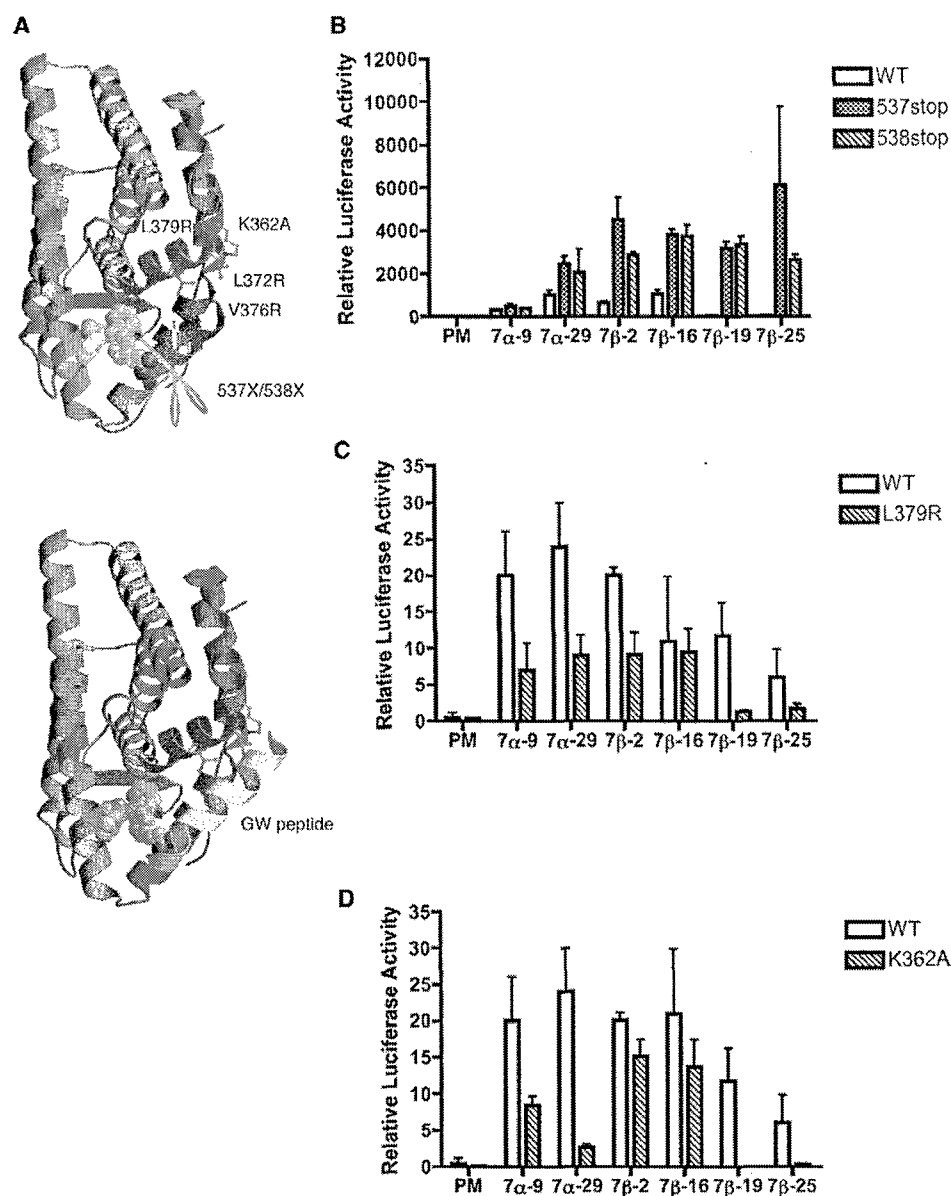 A
L379R
K362A
L372R
V376R
537X/538X
GW peptide
B
Relative Luciferase Activity
12000
10000
8000
6000
4000
2000
0
PM 7α-9 7α-29 7β-2 7β-16 7β-19 7β-25
WT
537stop
538stop
C
Relative Luciferase Activity
35
30
25
20
15
10
5
0
PM 7α-9 7α-29 7β-2 7β-16 7β-19 7β-25
WT
L379R
D
Relative Luciferase Activity
35
30
25
20
15
10
5
0
PM 7α-9 7α-29 7β-2 7β-16 7β-19 7β-25
WT
K362A